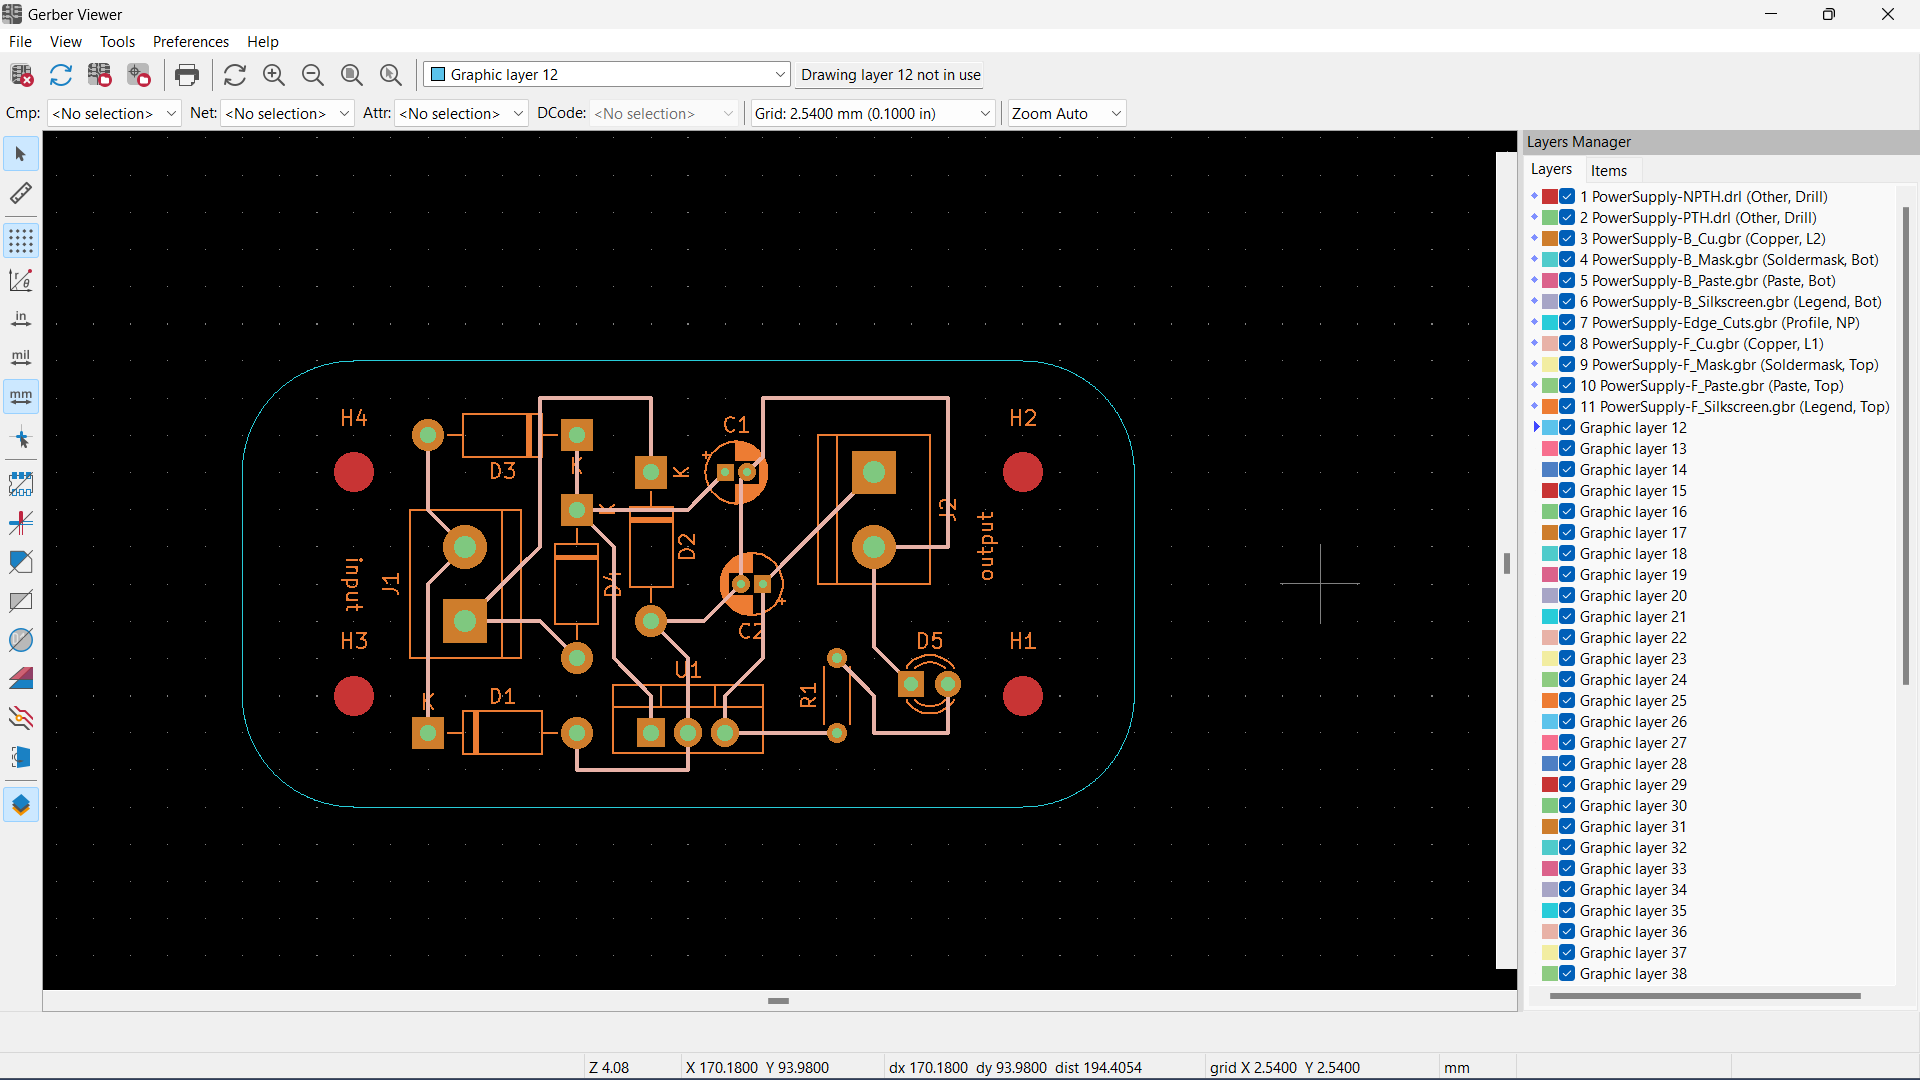 Gerber Viewer
File View Tools Preferences Help
Graphic layer 12
Drawing layer 12 not in use
Cmp: <No selection> Net: <No selection> Attr: <No selection> DCode: <No selection> Grid: 2.5400 mm (0.1000 in) Zoom Auto
in
mil
mm
H4
D3
K
K
K
C1
+
H2
J2
output
D2
D4
input
J1
H3
C2
+
U1
D5
H1
R1
K
D1
Layers Manager
Layers Items
1 PowerSupply-NPTH.drl (Other, Drill)
2 PowerSupply-PTH.drl (Other, Drill)
3 PowerSupply-B_Cu.gbr (Copper, L2)
4 PowerSupply-B_Mask.gbr (Soldermask, Bot)
5 PowerSupply-B_Paste.gbr (Paste, Bot)
6 PowerSupply-B_Silkscreen.gbr (Legend, Bot)
7 PowerSupply-Edge_Cuts.gbr (Profile, NP)
8 PowerSupply-F_Cu.gbr (Copper, L1)
9 PowerSupply-F_Mask.gbr (Soldermask, Top)
10 PowerSupply-F_Paste.gbr (Paste, Top)
11 PowerSupply-F_Silkscreen.gbr (Legend, Top)
Graphic layer 12
Graphic layer 13
Graphic layer 14
Graphic layer 15
Graphic layer 16
Graphic layer 17
Graphic layer 18
Graphic layer 19
Graphic layer 20
Graphic layer 21
Graphic layer 22
Graphic layer 23
Graphic layer 24
Graphic layer 25
Graphic layer 26
Graphic layer 27
Graphic layer 28
Graphic layer 29
Graphic layer 30
Graphic layer 31
Graphic layer 32
Graphic layer 33
Graphic layer 34
Graphic layer 35
Graphic layer 36
Graphic layer 37
Graphic layer 38
Z 4.08
X 170.1800 Y 93.9800
dx 170.1800 dy 93.9800 dist 194.4054
grid X 2.5400 Y 2.5400
mm